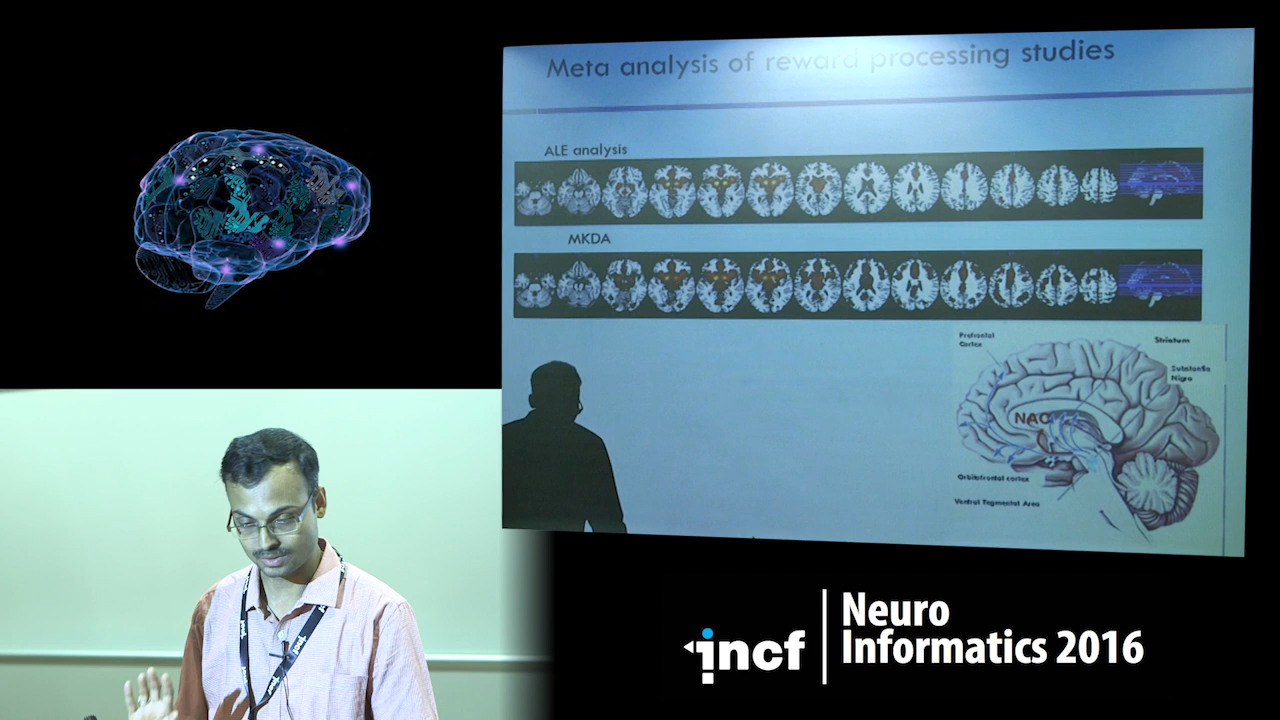 Meta analysis of reward processing studies
ALE analysis
MKDA
Prefrontal
Cortex
Striatum
Substantia
Nigra
NAC
Orbitofrontal cortex
Ventral Tegmental Area
incf
Neuro
Informatics 2016
incf